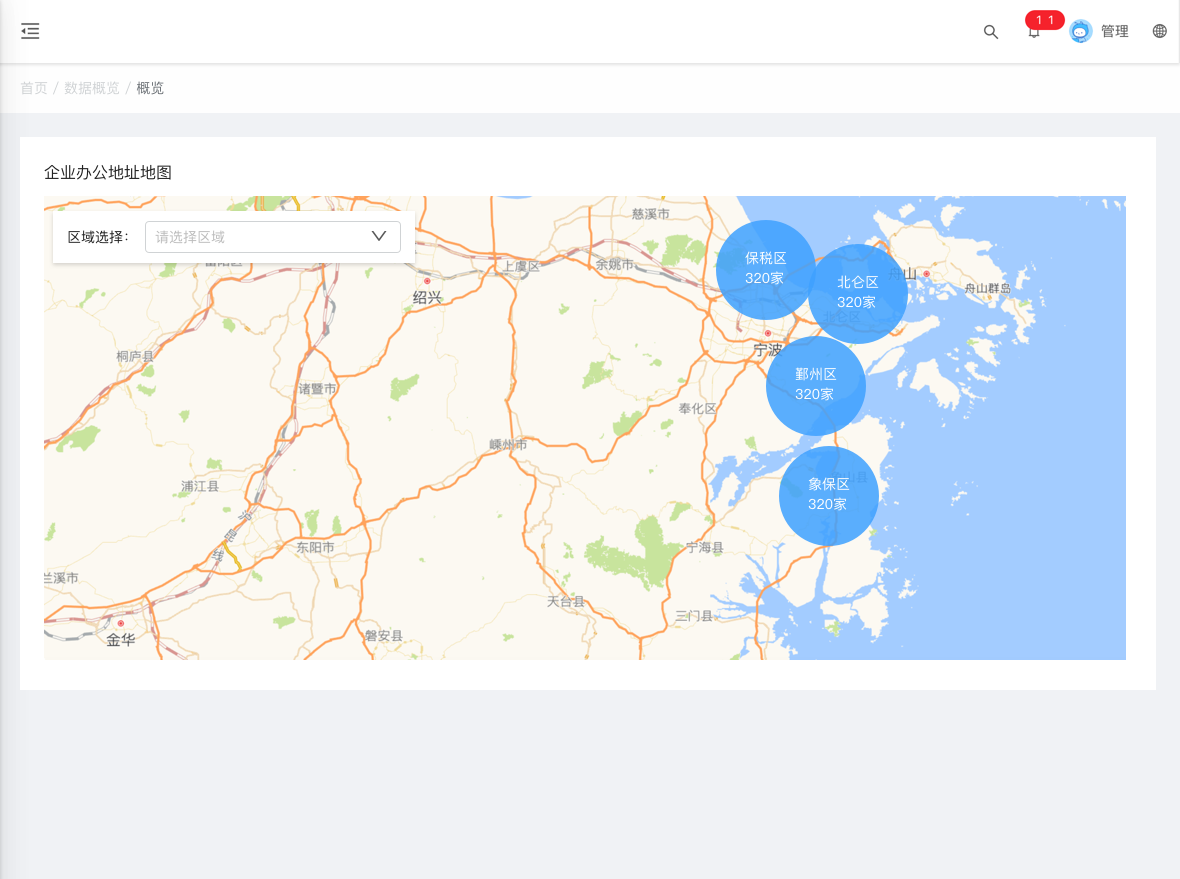 11
管理
首页 / 数据概览 / 概览
企业办公地址地图
区域选择：
请选择区域
慈溪市
上虞区
余姚市
绍兴
保税区
320家
北仑区
320家
舟山
舟山群岛
宁波
桐庐县
诸暨市
鄞州区
320家
奉化区
嵊州市
浦江县
象保区
320家
沪
昆
线
东阳市
宁海县
兰溪市
天台县
三门县
金华
磐安县